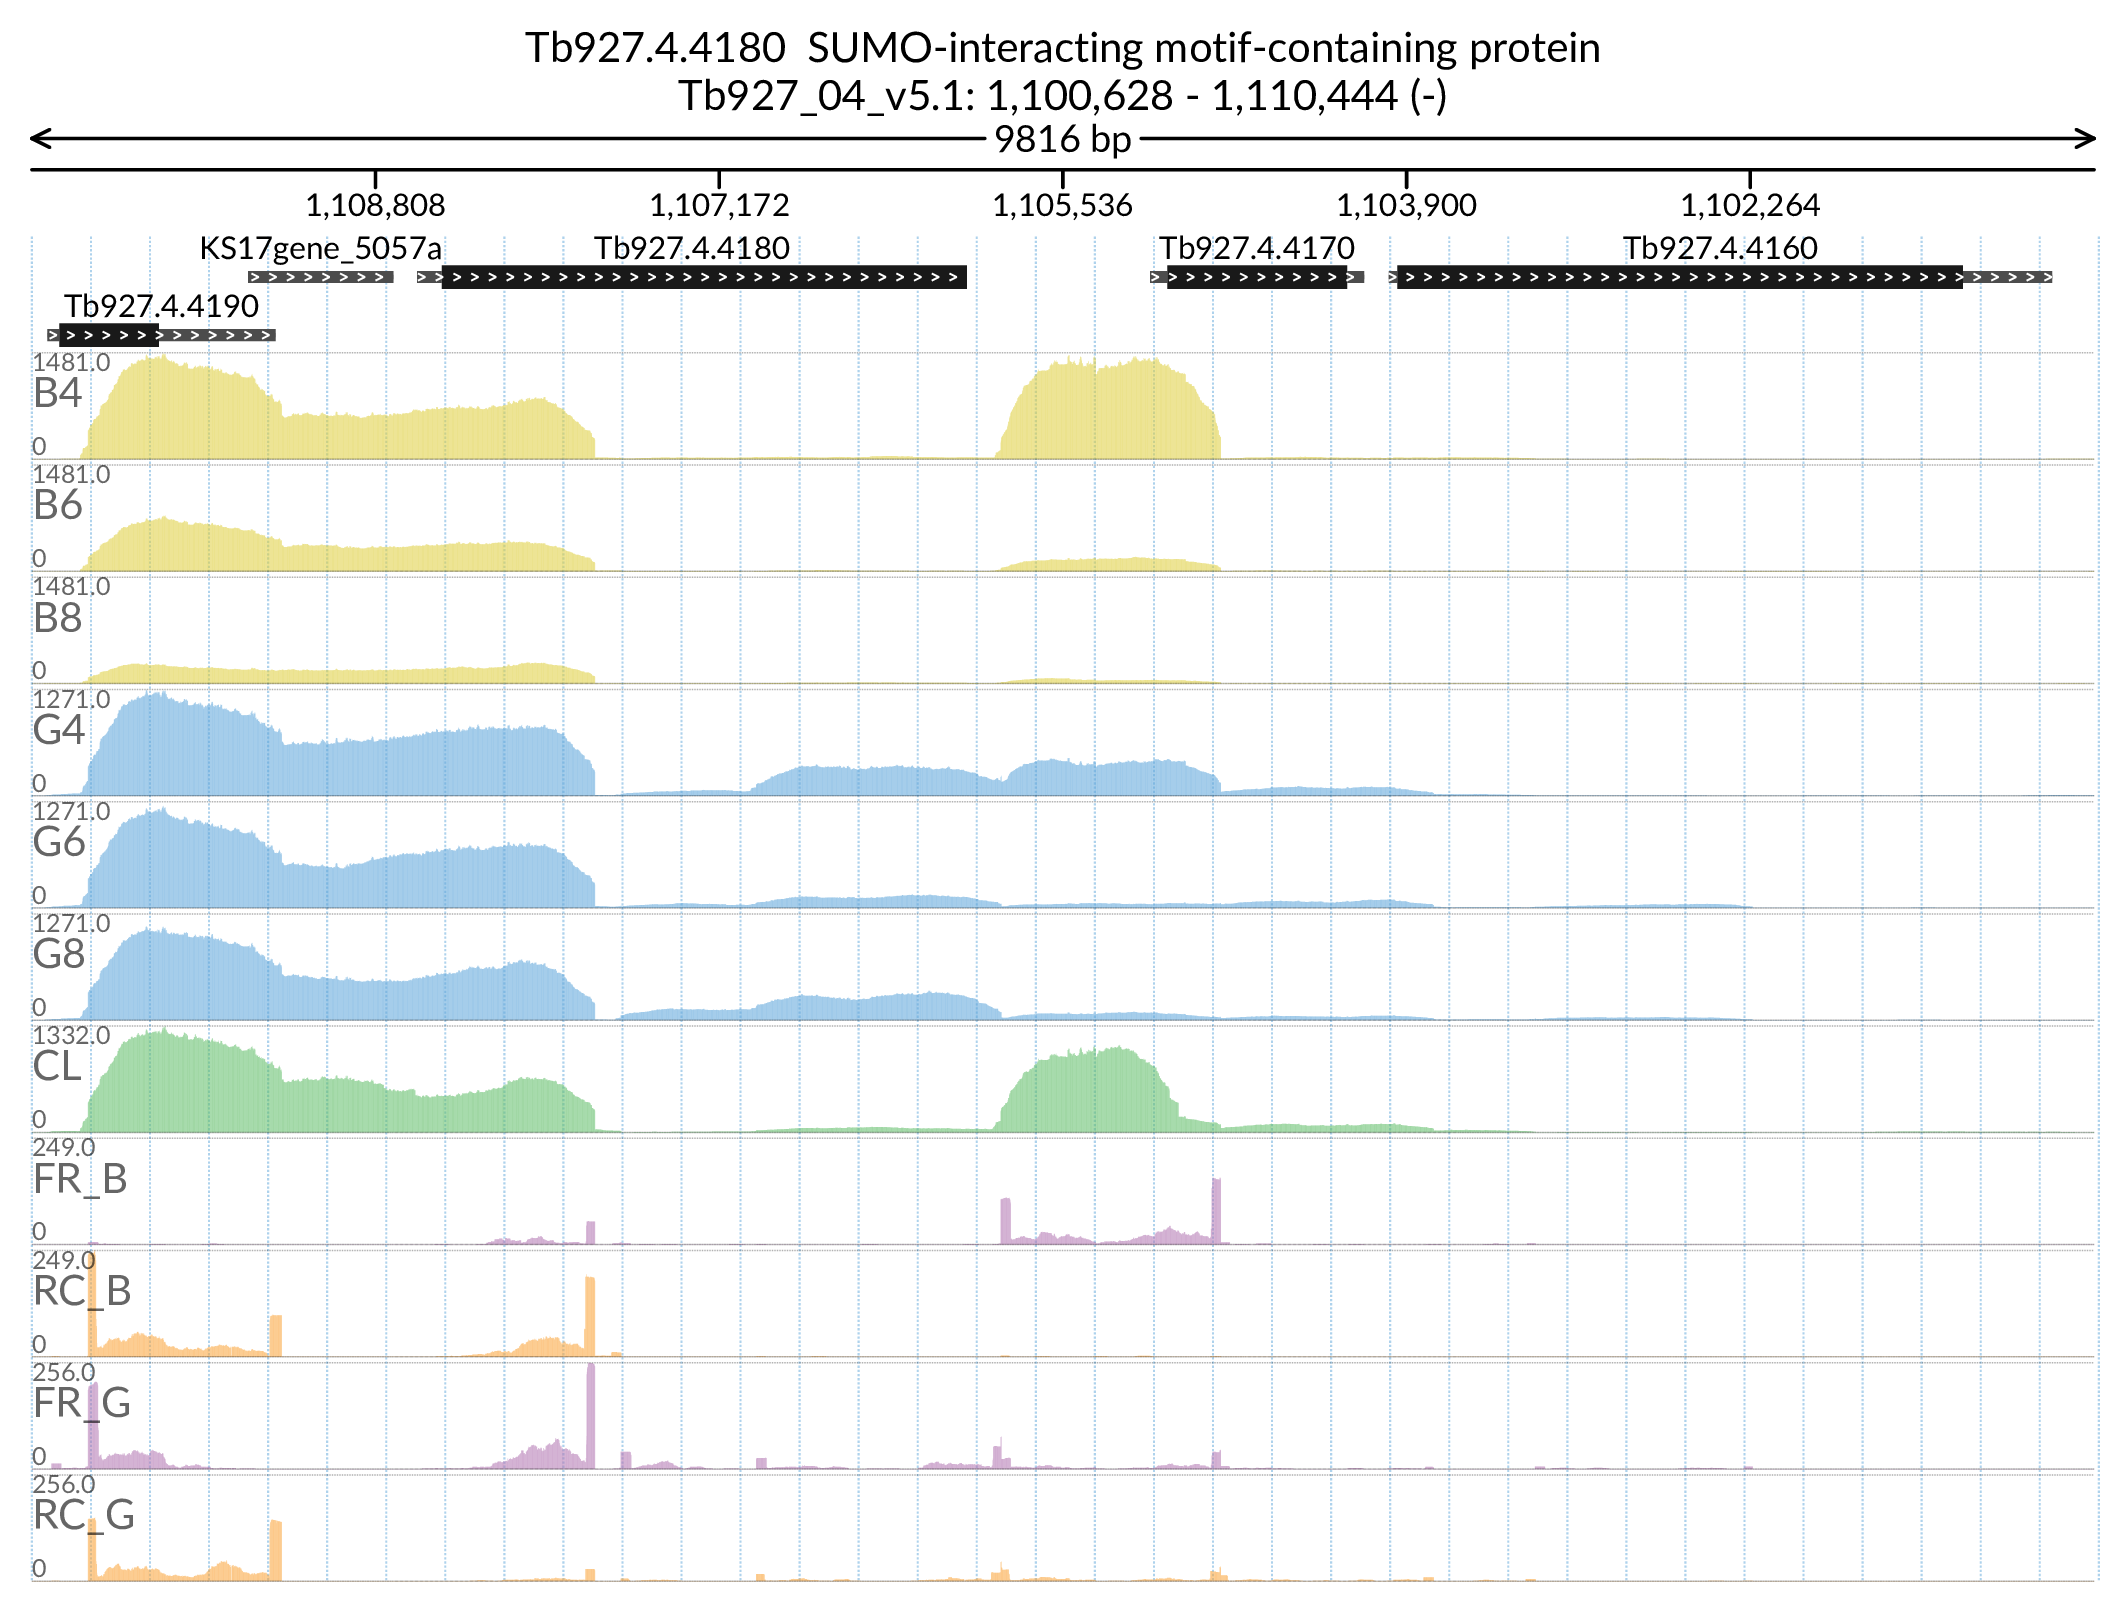 Tb927.4.4180 SUMO-interacting motif-containing protein
Tb927_04_v5.1: 1,100,628 - 1,110,444 (-)
9816 bp
1,108,808 1,107,172 1,105,536 1,103,900 1,102,264
KS17gene_5057a Tb927.4.4180 Tb927.4.4170 Tb927.4.4160
Tb927.4.4190
1481.0
B4
0
1481.0
B6
0
1481.0
B8
0
1271.0
G4
0
1271.0
G6
0
1271.0
G8
0
1332.0
CL
0
249.0
FR_B
0
249.0
RC_B
0
256.0
FR_G
0
256.0
RC_G
0